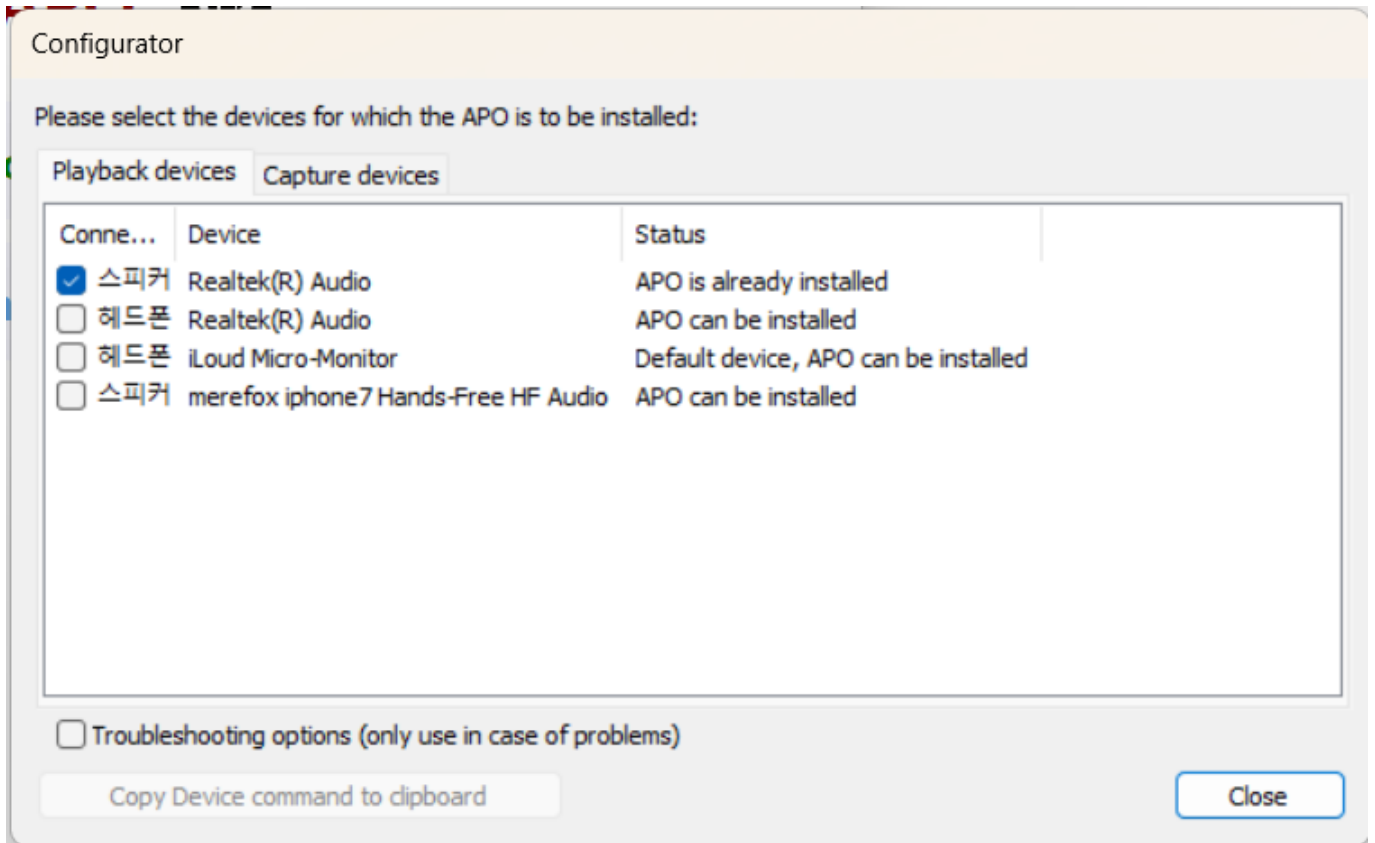 Configurator
Please select the devices for which the APO is to be installed:
Playback devices Capture devices
Conne... Device Status
스피커 Realtek(R) Audio APO is already installed
헤드폰 Realtek(R) Audio APO can be installed
헤드폰 iLoud Micro-Monitor Default device, APO can be installed
스피커 merefox iphone7 Hands-Free HF Audio APO can be installed
Troubleshooting options (only use in case of problems)
Copy Device command to clipboard Close